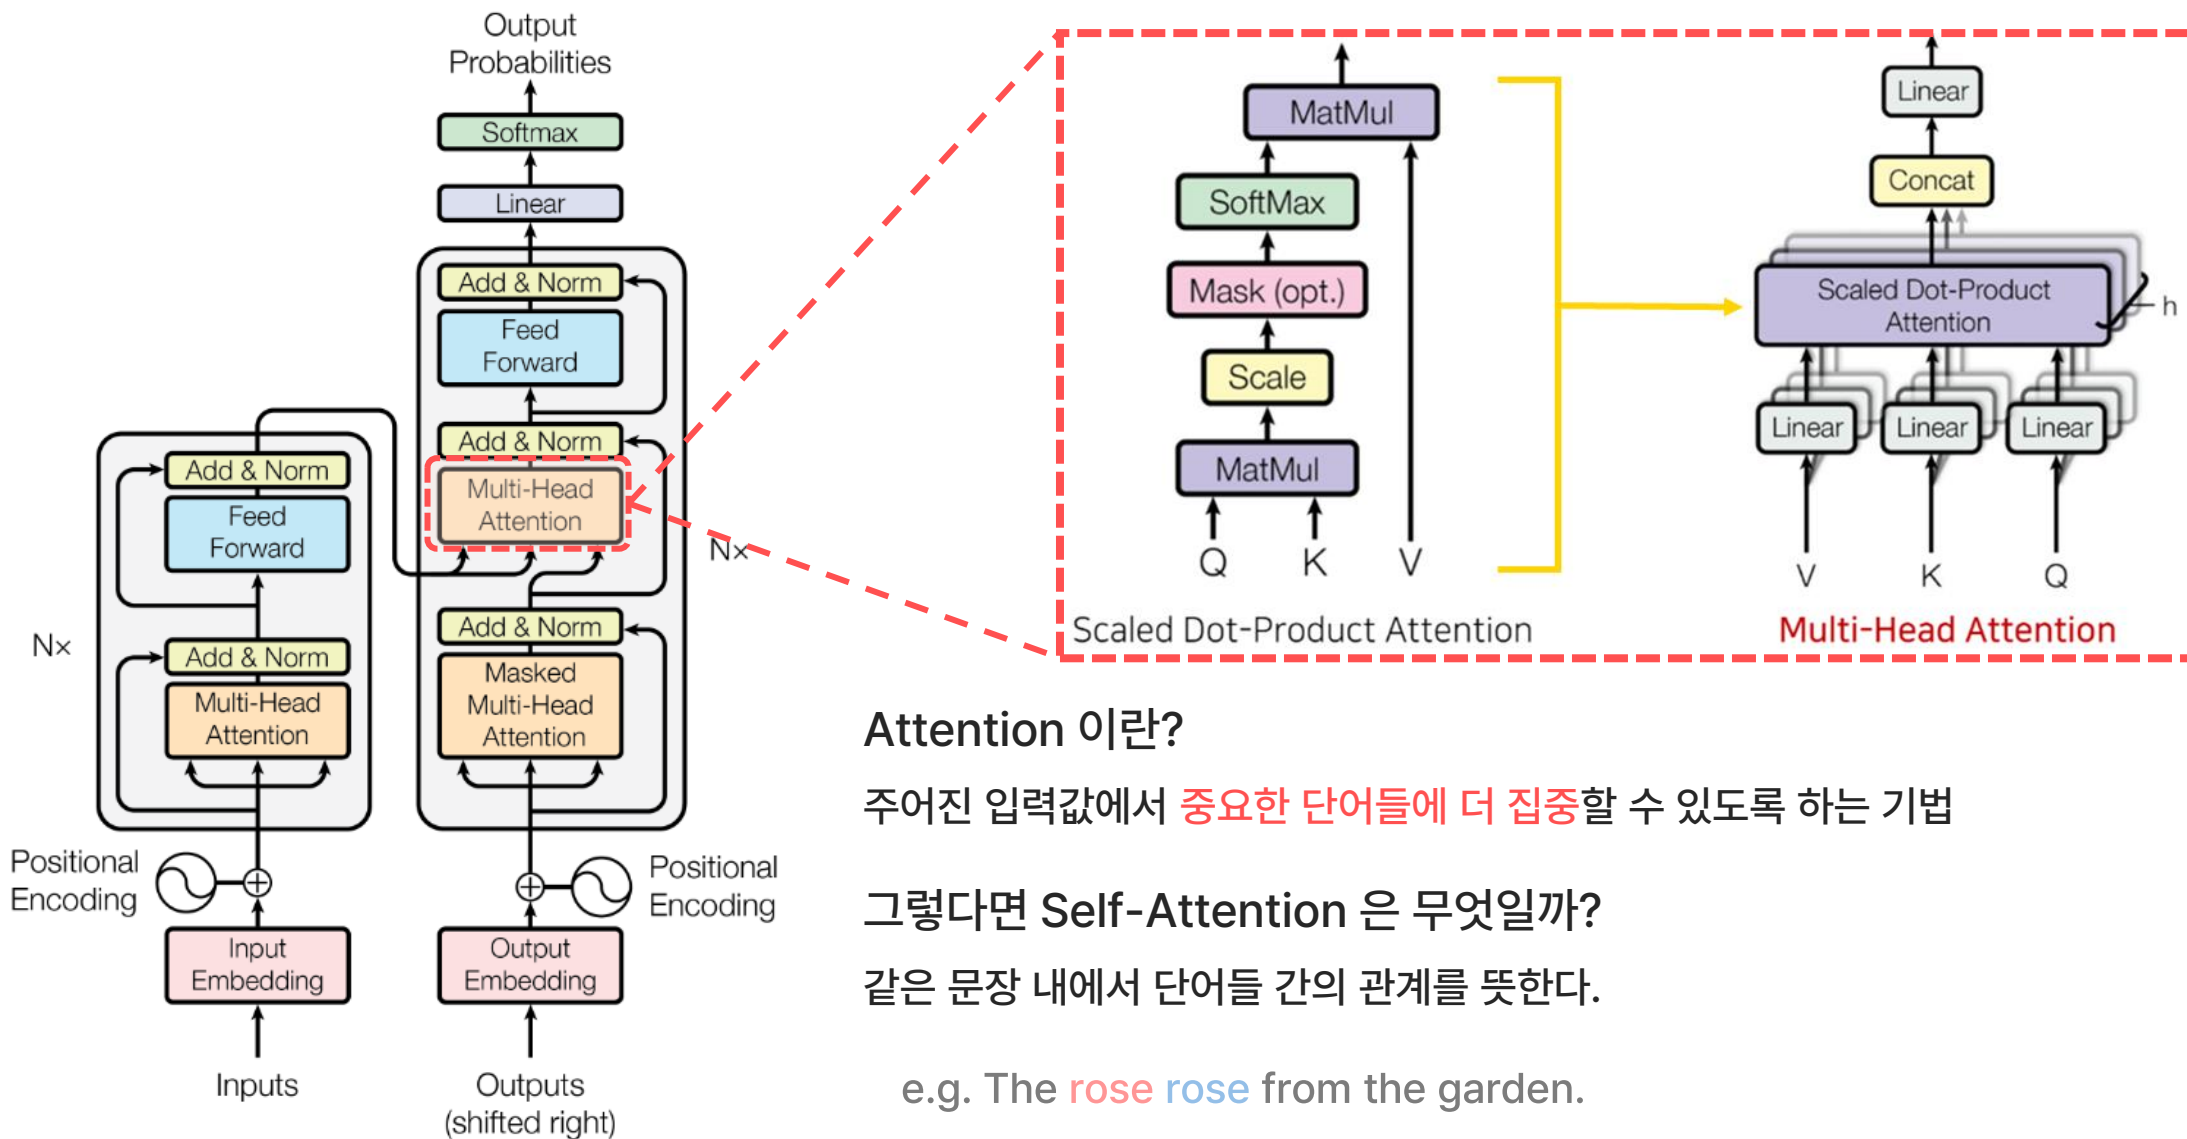 Output
Probabilities
Softmax
Linear
Add & Norm
Feed
Forward
Add & Norm
Multi-Head
Attention
Nx
Add & Norm
Masked
Multi-Head
Attention
Add & Norm
Feed
Forward
Nx
Add & Norm
Multi-Head
Attention
Positional
Encoding
Positional
Encoding
Input
Embedding
Output
Embedding
Inputs
Outputs
(shifted right)
MatMul
SoftMax
Mask (opt.)
Scale
MatMul
Q K V
Scaled Dot-Product Attention
Linear
Concat
Scaled Dot-Product
Attention
h
Linear Linear Linear
V K Q
Multi-Head Attention
Attention 이란?
주어진 입력값에서 중요한 단어들에 더 집중할 수 있도록 하는 기법
그렇다면 Self-Attention 은 무엇일까?
같은 문장 내에서 단어들 간의 관계를 뜻한다.
e.g. The rose rose from the garden.